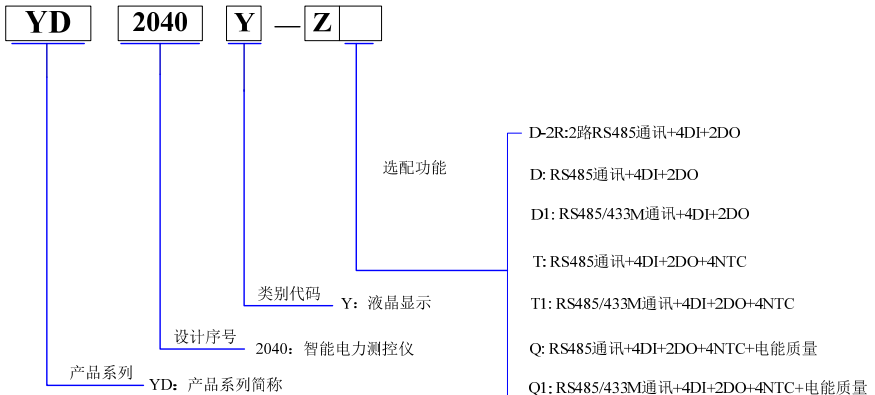 YD 2040 Y — Z
D-2R:2路RS485通讯+4DI+2DO
选配功能
D: RS485通讯+4DI+2DO
D1: RS485/433M通讯+4DI+2DO
T: RS485通讯+4DI+2DO+4NTC
类别代码
Y：液晶显示
T1: RS485/433M通讯+4DI+2DO+4NTC
设计序号
2040：智能电力测控仪
Q: RS485通讯+4DI+2DO+4NTC+电能质量
产品系列
YD：产品系列简称
Q1: RS485/433M通讯+4DI+2DO+4NTC+电能质量